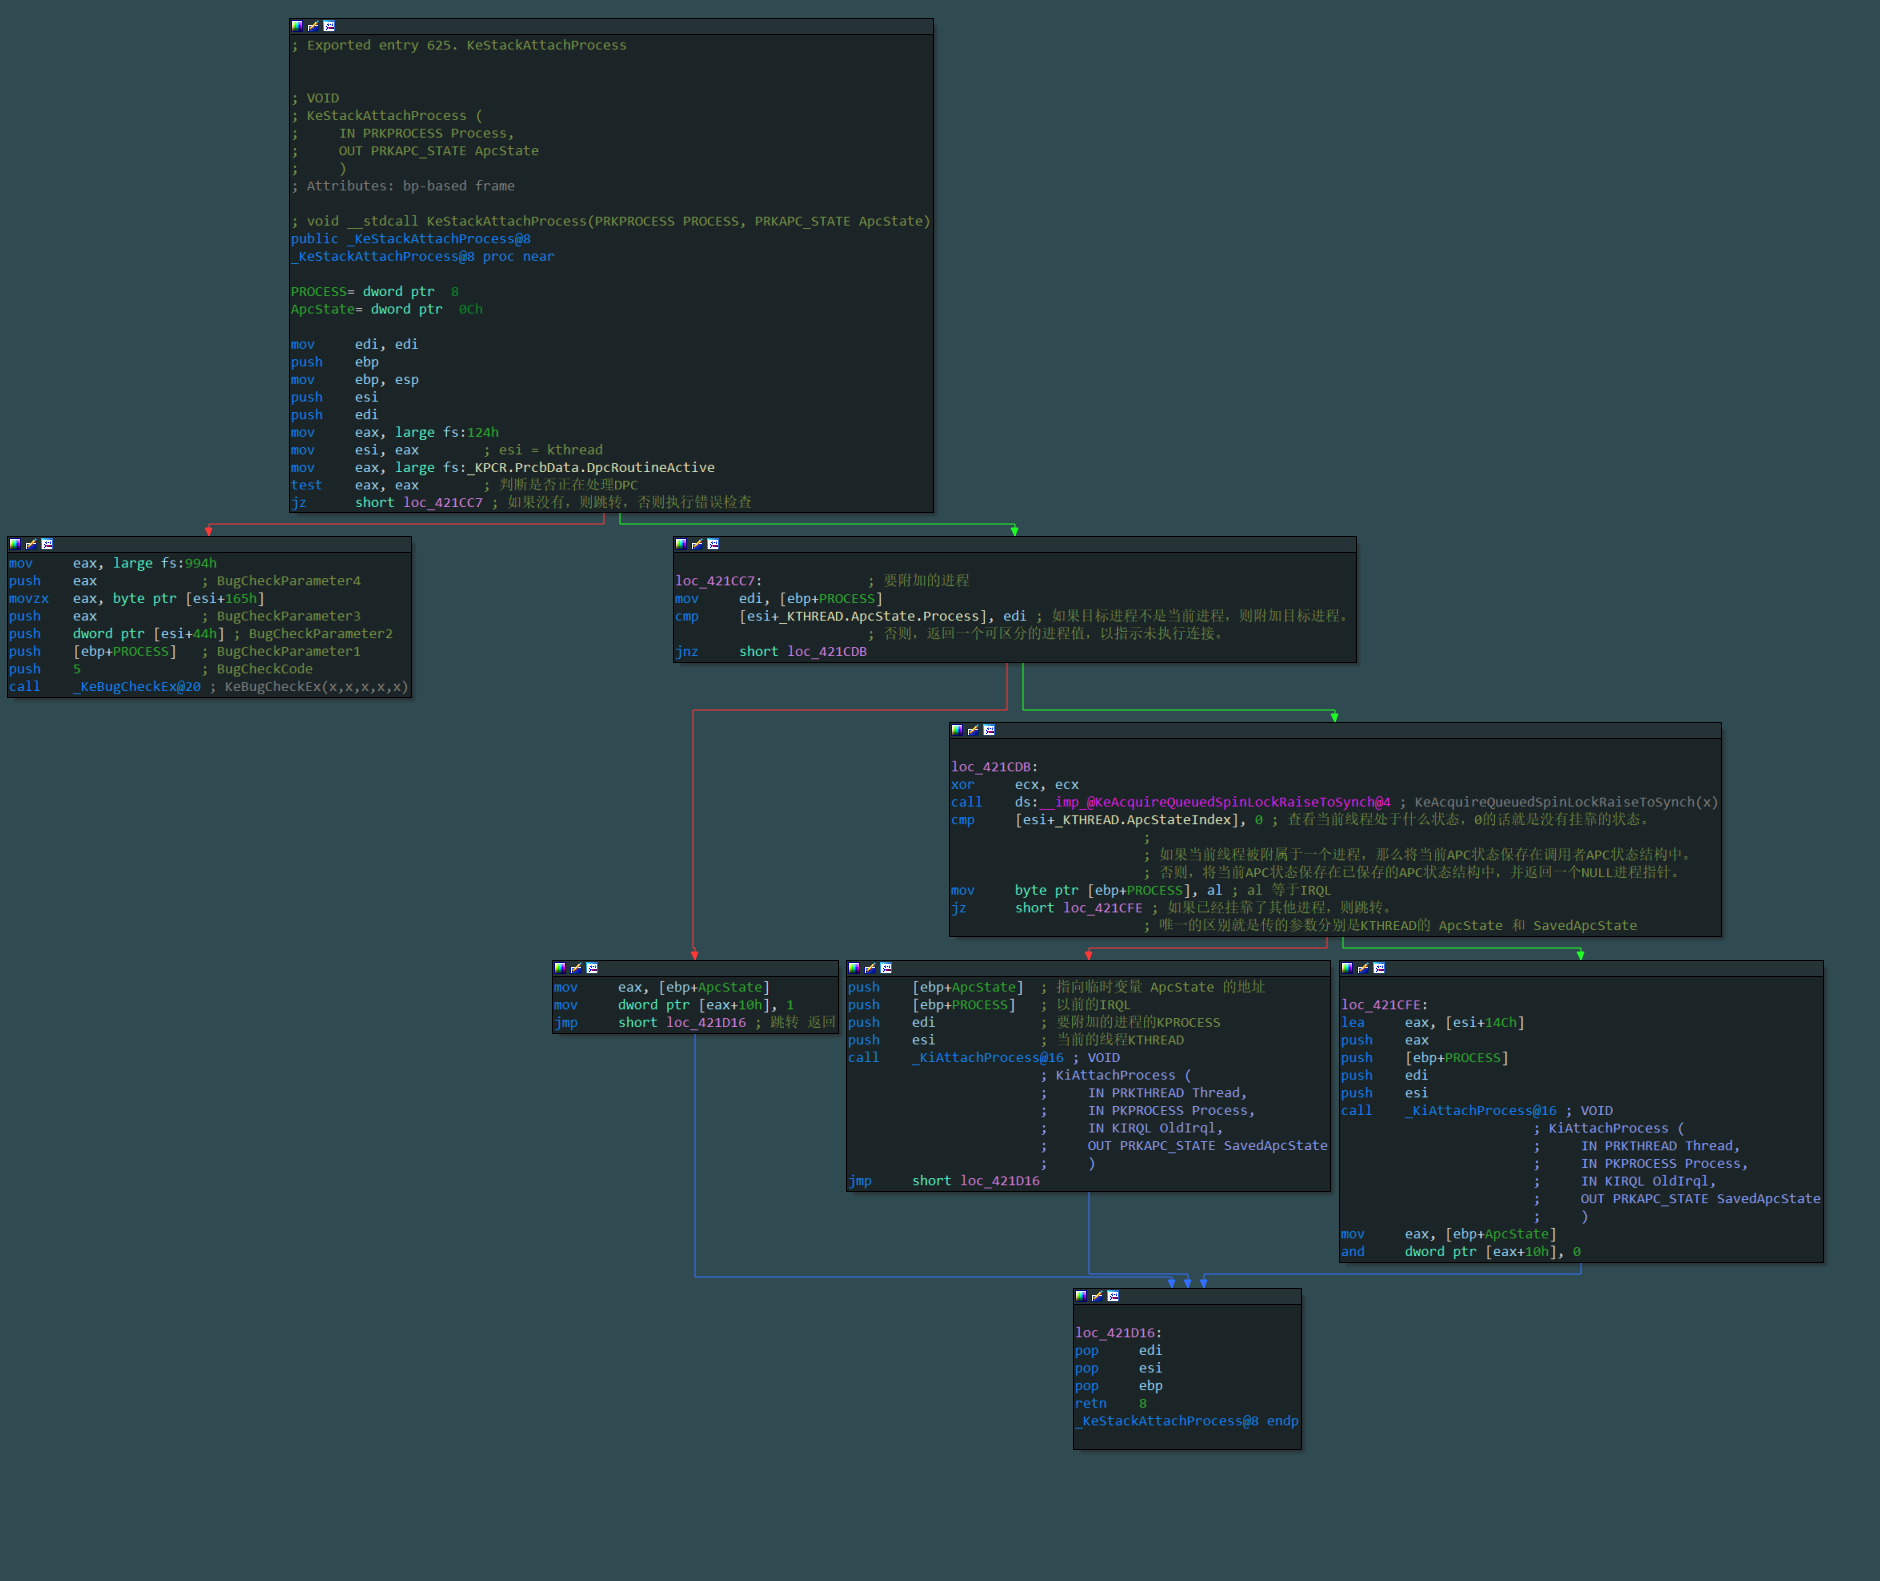 ; Exported entry 625. KeStackAttachProcess
; VOID
; KeStackAttachProcess (
;     IN PRKPROCESS Process,
;     OUT PRKAPC_STATE ApcState
;     )
; Attributes: bp-based frame
; void __stdcall KeStackAttachProcess(PRKPROCESS PROCESS, PRKAPC_STATE ApcState)
public _KeStackAttachProcess@8
_KeStackAttachProcess@8 proc near
PROCESS= dword ptr  8
ApcState= dword ptr  0Ch
mov     edi, edi
push    ebp
mov     ebp, esp
push    esi
push    edi
mov     eax, large fs:124h
mov     esi, eax        ; esi = kthread
mov     eax, large fs:_KPCR.PrcbData.DpcRoutineActive
test    eax, eax        ; 判断是否正在处理DPC
jz      short loc_421CC7 ; 如果没有，则跳转，否则执行错误检查
mov     eax, large fs:994h
push    eax             ; BugCheckParameter4
movzx   eax, byte ptr [esi+165h]
push    eax             ; BugCheckParameter3
push    dword ptr [esi+44h] ; BugCheckParameter2
push    [ebp+PROCESS]   ; BugCheckParameter1
push    5               ; BugCheckCode
call    _KeBugCheckEx@20 ; KeBugCheckEx(x,x,x,x,x)
loc_421CC7:             ; 要附加的进程
mov     edi, [ebp+PROCESS]
cmp     [esi+_KTHREAD.ApcState.Process], edi ; 如果目标进程不是当前进程，则附加目标进程。
; 否则，返回一个可区分的进程值，以指示未执行连接。
jnz     short loc_421CDB
loc_421CDB:
xor     ecx, ecx
call    ds:__imp_@KeAcquireQueuedSpinLockRaiseToSynch@4 ; KeAcquireQueuedSpinLockRaiseToSynch(x)
cmp     [esi+_KTHREAD.ApcStateIndex], 0 ; 查看当前线程处于什么状态，0的话就是没有挂靠的状态。
;
; 如果当前线程被附属于一个进程，那么将当前APC状态保存在调用者APC状态结构中。
; 否则，将当前APC状态保存在已保存的APC状态结构中，并返回一个NULL进程指针。
mov     byte ptr [ebp+PROCESS], al ; al 等于IRQL
jz      short loc_421CFE ; 如果已经挂靠了其他进程，则跳转。
; 唯一的区别就是传的参数分别是KTHREAD的 ApcState 和 SavedApcState
mov     eax, [ebp+ApcState]
mov     dword ptr [eax+10h], 1
jmp     short loc_421D16 ; 跳转 返回
push    [ebp+ApcState]  ; 指向临时变量 ApcState 的地址
push    [ebp+PROCESS]   ; 以前的IRQL
push    edi             ; 要附加的进程的KPROCESS
push    esi             ; 当前的线程KTHREAD
call    _KiAttachProcess@16 ; VOID
; KiAttachProcess (
;     IN PRKTHREAD Thread,
;     IN PKPROCESS Process,
;     IN KIRQL OldIrql,
;     OUT PRKAPC_STATE SavedApcState
;     )
jmp     short loc_421D16
loc_421CFE:
lea     eax, [esi+14Ch]
push    eax
push    [ebp+PROCESS]
push    edi
push    esi
call    _KiAttachProcess@16 ; VOID
; KiAttachProcess (
;     IN PRKTHREAD Thread,
;     IN PKPROCESS Process,
;     IN KIRQL OldIrql,
;     OUT PRKAPC_STATE SavedApcState
;     )
mov     eax, [ebp+ApcState]
and     dword ptr [eax+10h], 0
loc_421D16:
pop     edi
pop     esi
pop     ebp
retn    8
_KeStackAttachProcess@8 endp